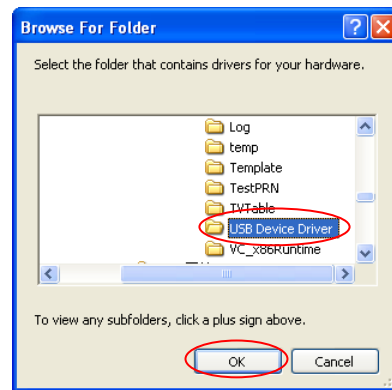 Browse For Folder
Select the folder that contains drivers for your hardware.
Log
temp
Template
TestPRN
TVTable
USB Device Driver
VC_x86Runtime
To view any subfolders, click a plus sign above.
OK
Cancel